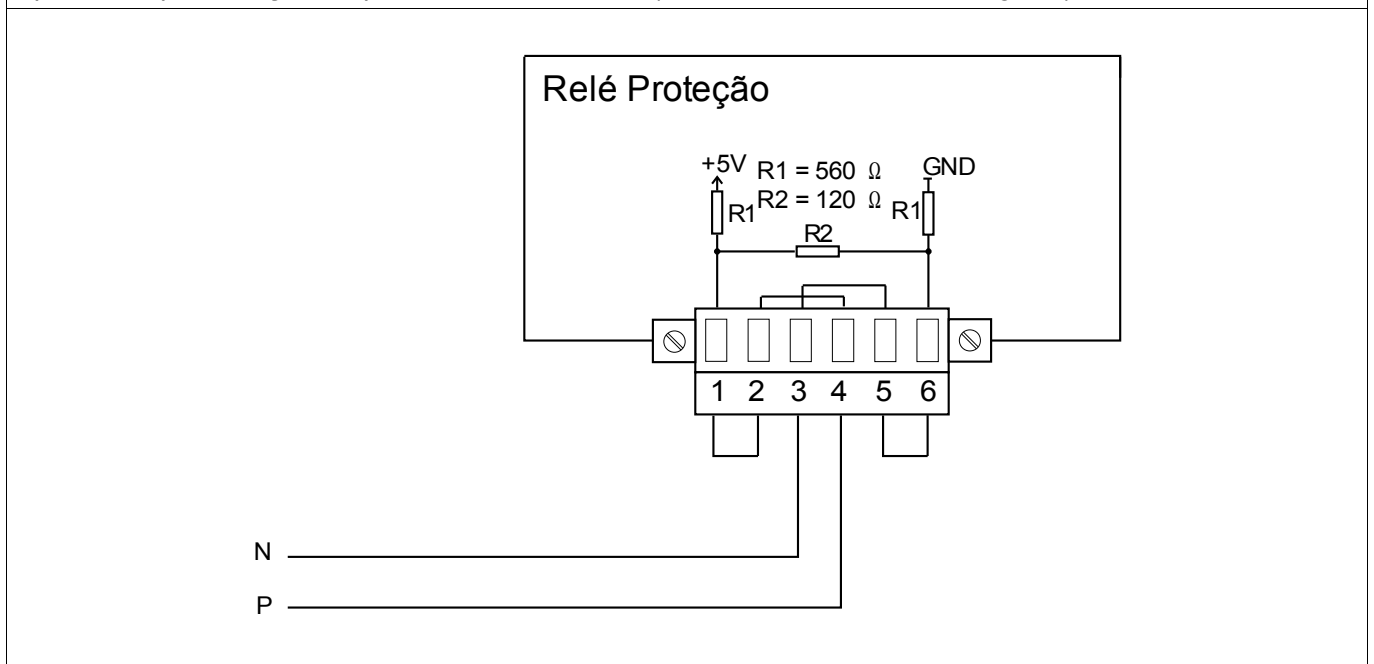 Relé Proteção
+5V
R1 = 560 Ω
GND
R2 = 120 Ω
R1
R1
R2
1 2 3 4 5 6
N
P